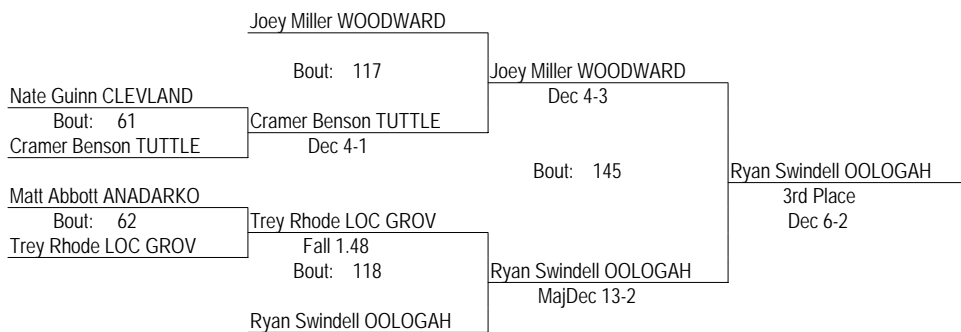 Joey Miller WOODWARD
Bout: 117
Joey Miller WOODWARD
Nate Guinn CLEVLAND
Dec 4-3
Bout: 61
Cramer Benson TUTTLE
Cramer Benson TUTTLE
Dec 4-1
Bout: 145
Ryan Swindell OOLOGAH
Matt Abbott ANADARKO
3rd Place
Bout: 62
Trey Rhode LOC GROV
Dec 6-2
Trey Rhode LOC GROV
Fall 1.48
Bout: 118
Ryan Swindell OOLOGAH
MajDec 13-2
Ryan Swindell OOLOGAH